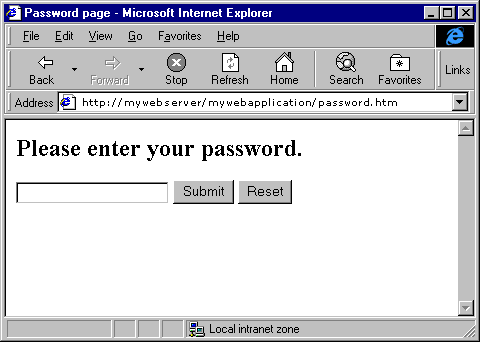 Password page - Microsoft Internet Explorer
File Edit View Go Favorites Help
Back Forward Stop Refresh Home Search Favorites Links
Address http://mywebserver/mywebapplication/password.htm
Please enter your password.
Submit Reset
Local intranet zone